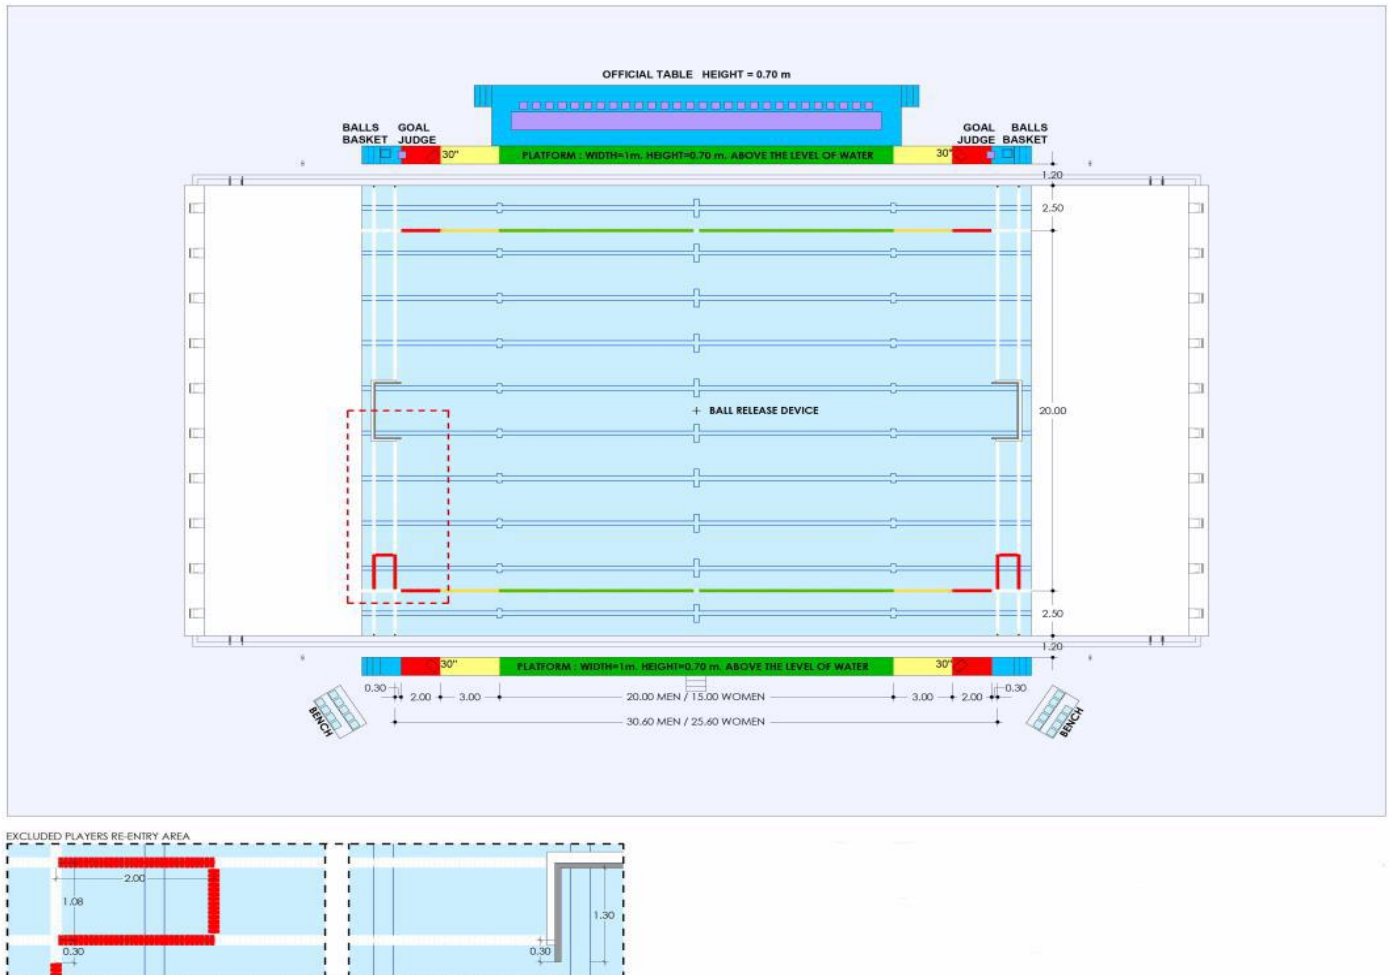 OFFICIAL TABLE HEIGHT = 0.70 m
BALLS BASKET
GOAL JUDGE
GOAL JUDGE
BALLS BASKET
30"
PLATFORM : WIDTH=1m. HEIGHT=0.70 m. ABOVE THE LEVEL OF WATER
30"
1.20
2.50
BALL RELEASE DEVICE
20.00
2.50
1.20
30"
PLATFORM : WIDTH=1m. HEIGHT=0.70 m. ABOVE THE LEVEL OF WATER
30"
0.30
2.00
3.00
20.00 MEN / 15.00 WOMEN
3.00
2.00
0.30
BENCH
30.60 MEN / 25.60 WOMEN
BENCH
EXCLUDED PLAYERS RE-ENTRY AREA
2.00
1.08
0.30
1.30
0.30